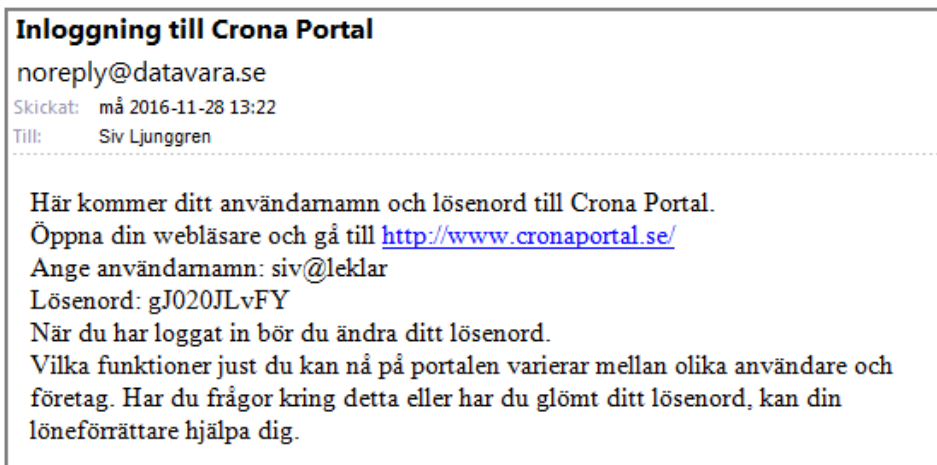 Inloggning till Crona Portal
noreply@datavara.se
Skickat: må 2016-11-28 13:22
Till: Siv Ljunggren
Här kommer ditt användarnamn och lösenord till Crona Portal.
Öppna din webläsare och gå till http://www.cronaportal.se/
Ange användarnamn: siv@leklar
Lösenord: gJ020JLvFY
När du har loggat in bör du ändra ditt lösenord.
Vilka funktioner just du kan nå på portalen varierar mellan olika användare och
företag. Har du frågor kring detta eller har du glömt ditt lösenord, kan din
löneförrättare hjälpa dig.